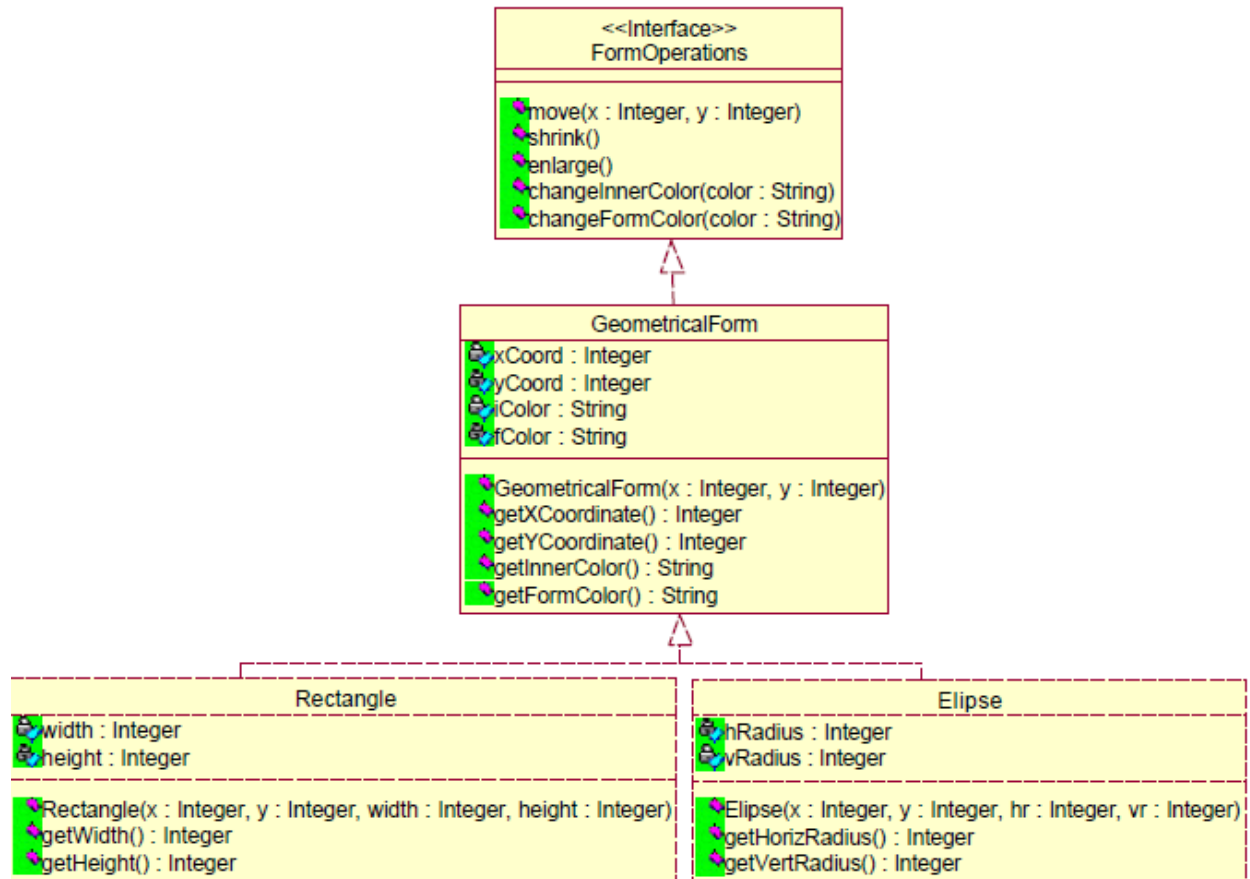 <<Interface>>
FormOperations
move(x : Integer, y : Integer)
shrink()
enlarge()
changeInnerColor(color : String)
changeFormColor(color : String)
GeometricalForm
xCoord : Integer
yCoord : Integer
iColor : String
fColor : String
GeometricalForm(x : Integer, y : Integer)
getXCoordinate() : Integer
getYCoordinate() : Integer
getInnerColor() : String
getFormColor() : String
Rectangle
width : Integer
height : Integer
Rectangle(x : Integer, y : Integer, width : Integer, height : Integer)
getWidth() : Integer
getHeight() : Integer
Elipse
hRadius : Integer
vRadius : Integer
Elipse(x : Integer, y : Integer, hr : Integer, vr : Integer)
getHorizRadius() : Integer
getVertRadius() : Integer